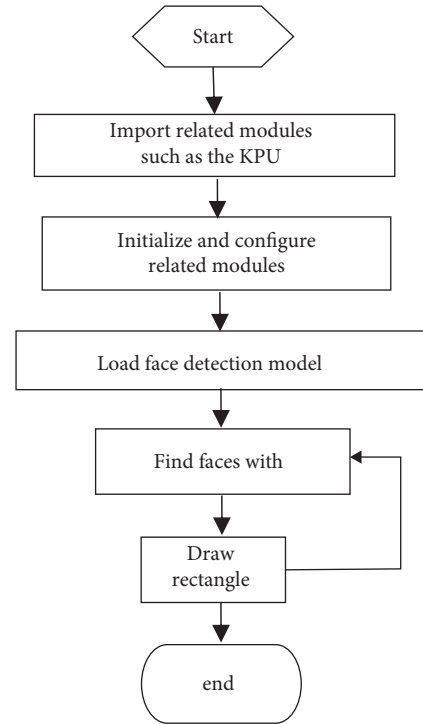 Start
Import related modules
such as the KPU
Initialize and configure
related modules
Load face detection model
Find faces with
Draw
rectangle
end